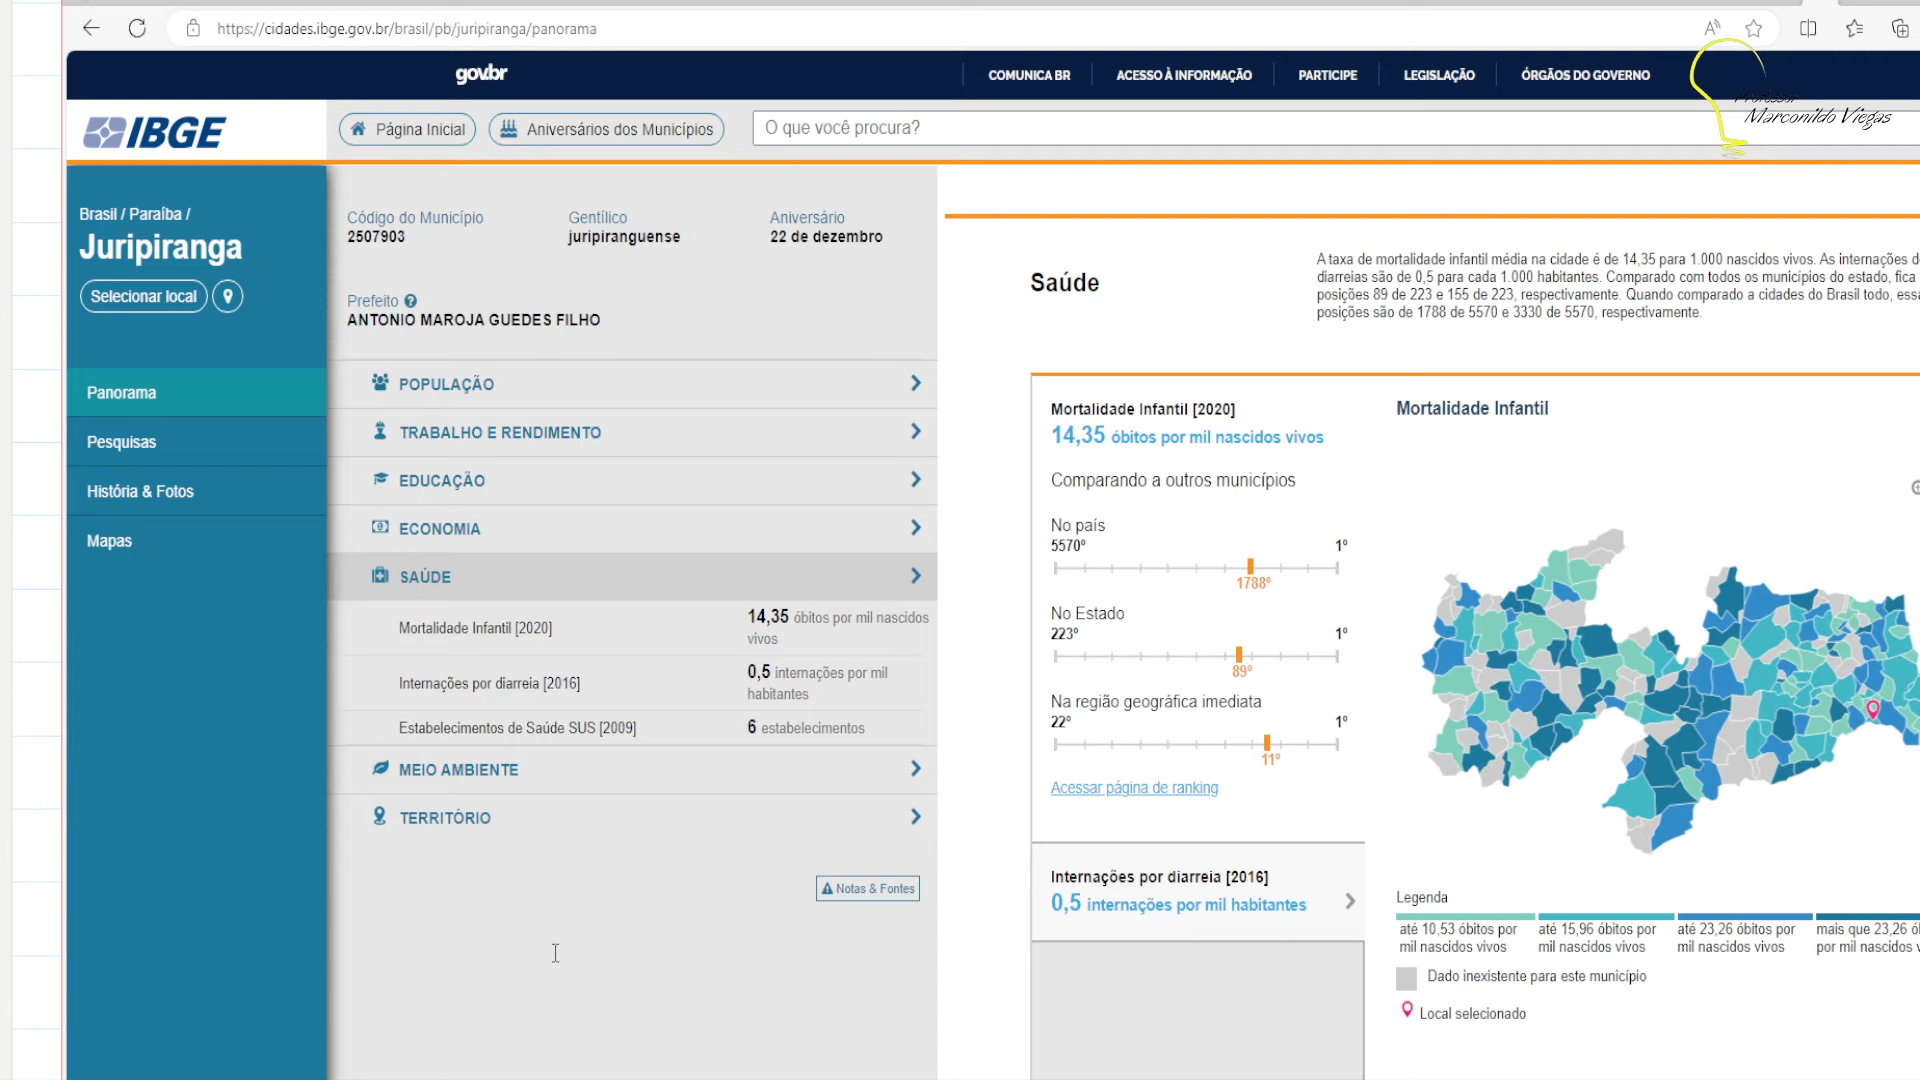 https://cidades.ibge.gov.br/brasil/pb/juripiranga/panorama
gov.br
COMUNICA BR
ACESSO À INFORMAÇÃO
PARTICIPE
LEGISLAÇÃO
ÓRGÃOS DO GOVERNO
Professor
Marconildo Viegas
IBGE
Página Inicial
Aniversários dos Municípios
O que você procura?
Brasil / Paraíba /
Juripiranga
Selecionar local
Panorama
Pesquisas
História & Fotos
Mapas
Código do Município
2507903
Gentílico
juripiranguense
Aniversário
22 de dezembro
Prefeito
ANTONIO MAROJA GUEDES FILHO
POPULAÇÃO
TRABALHO E RENDIMENTO
EDUCAÇÃO
ECONOMIA
SAÚDE
Mortalidade Infantil [2020]
14,35 óbitos por mil nascidos
vivos
Internações por diarreia [2016]
0,5 internações por mil
habitantes
Estabelecimentos de Saúde SUS [2009]
6 estabelecimentos
MEIO AMBIENTE
TERRITÓRIO
Notas & Fontes
Saúde
A taxa de mortalidade infantil média na cidade é de 14,35 para 1.000 nascidos vivos. As internações
diarreias são de 0,5 para cada 1.000 habitantes. Comparado com todos os municípios do estado, fica
posições 89 de 223 e 155 de 223, respectivamente. Quando comparado a cidades do Brasil todo,
posições são de 1788 de 5570 e 3330 de 5570, respectivamente.
Mortalidade Infantil [2020]
14,35 óbitos por mil nascidos vivos
Comparando a outros municípios
No país
5570º 1º
1788º
No Estado
223º 1º
89º
Na região geográfica imediata
22º 1º
11º
Acessar página de ranking
Internações por diarreia [2016]
0,5 internações por mil habitantes
Mortalidade Infantil
Legenda
até 10,53 óbitos por
mil nascidos vivos
até 15,96 óbitos por
mil nascidos vivos
até 23,26 óbitos por
mil nascidos vivos
mais que 23,26
por mil nascidos
Dado inexistente para este município
Local selecionado